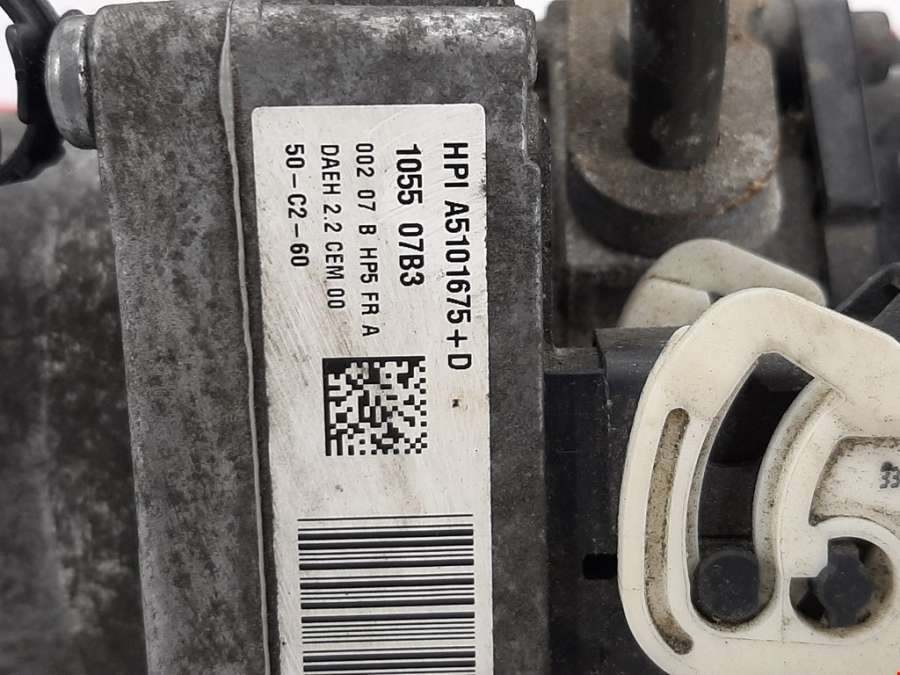 HPI A5101675+D
1055 07B3
002 07 B HP5 FR A
DAEH 2.2 CEM 00
50-C2-60